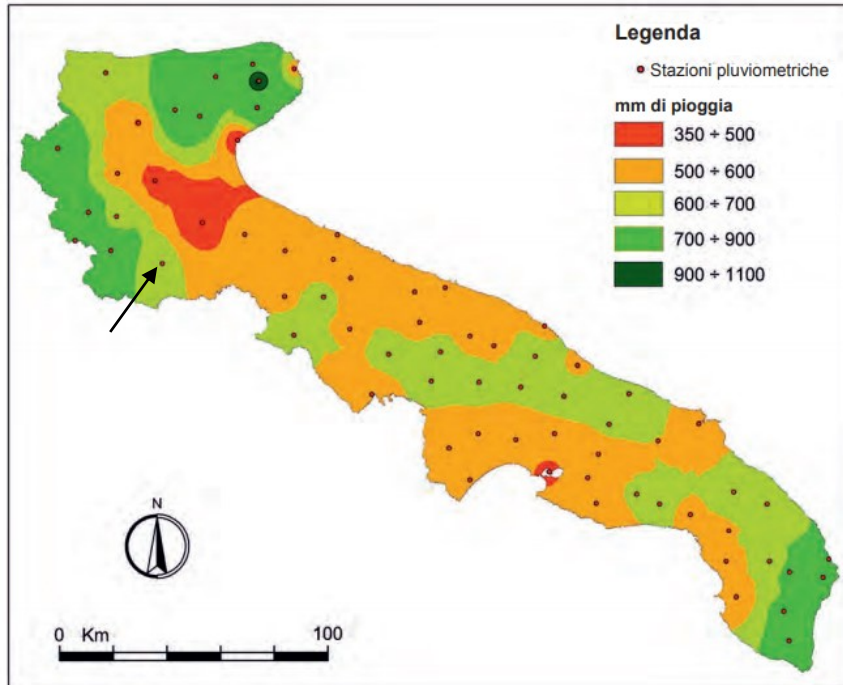 Legenda
Stazioni pluviometriche
mm di pioggia
350 ÷ 500
500 ÷ 600
600 ÷ 700
700 ÷ 900
900 ÷ 1100
N
0 Km 100